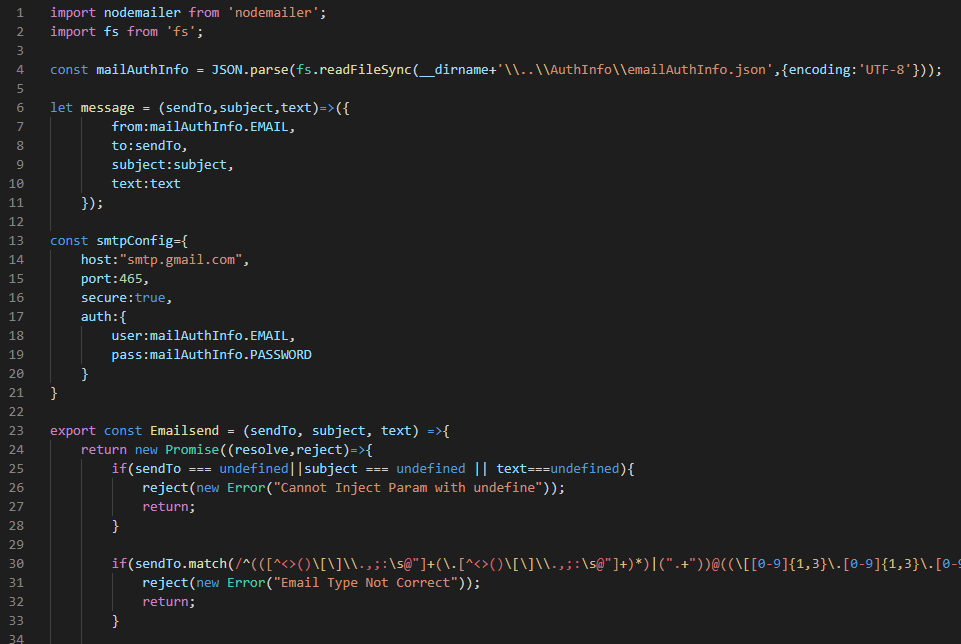 1 import nodemailer from 'nodemailer';
2 import fs from 'fs';
3
4 const mailAuthInfo = JSON.parse(fs.readFileSync(__dirname+'\\..\\AuthInfo\\emailAuthInfo.json',{encoding:'UTF-8'}));
5
6 let message = (sendTo,subject,text)=>({
7         from:mailAuthInfo.EMAIL,
8         to:sendTo,
9         subject:subject,
10         text:text
11     });
12
13 const smtpConfig={
14     host:"smtp.gmail.com",
15     port:465,
16     secure:true,
17     auth:{
18         user:mailAuthInfo.EMAIL,
19         pass:mailAuthInfo.PASSWORD
20     }
21 }
22
23 export const Emailsend = (sendTo, subject, text) =>{
24     return new Promise((resolve,reject)=>{
25         if(sendTo === undefined||subject === undefined || text===undefined){
26             reject(new Error("Cannot Inject Param with undefine"));
27             return;
28         }
29
30         if(sendTo.match(/^(([^<>()\[\]\\.,;:\s@"]+(\.[^<>()\[\]\\.,;:\s@"]+)*)|(".+"))@((\[[0-9]{1,3}\.[0-9]{1,3}\.[0-9
31             reject(new Error("Email Type Not Correct"));
32             return;
33         }
34